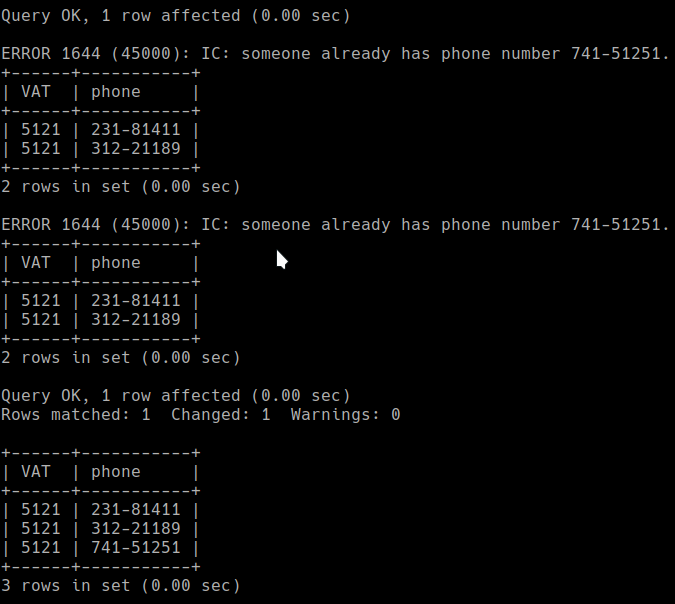 Query OK, 1 row affected (0.00 sec)

ERROR 1644 (45000): IC: someone already has phone number 741-51251.
+------+-----------+
| VAT  | phone     |
+------+-----------+
| 5121 | 231-81411 |
| 5121 | 312-21189 |
+------+-----------+
2 rows in set (0.00 sec)

ERROR 1644 (45000): IC: someone already has phone number 741-51251.
+------+-----------+
| VAT  | phone     |
+------+-----------+
| 5121 | 231-81411 |
| 5121 | 312-21189 |
+------+-----------+
2 rows in set (0.00 sec)

Query OK, 1 row affected (0.00 sec)
Rows matched: 1  Changed: 1  Warnings: 0

+------+-----------+
| VAT  | phone     |
+------+-----------+
| 5121 | 231-81411 |
| 5121 | 312-21189 |
| 5121 | 741-51251 |
+------+-----------+
3 rows in set (0.00 sec)